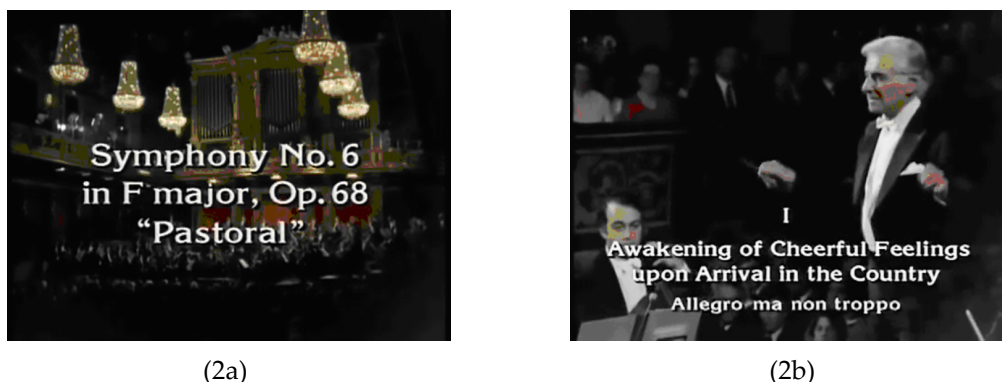 Symphony No. 6
in F major, Op. 68
“Pastoral”
I
Awakening of Cheerful Feelings
upon Arrival in the Country
Allegro ma non troppo
(2a)
(2b)